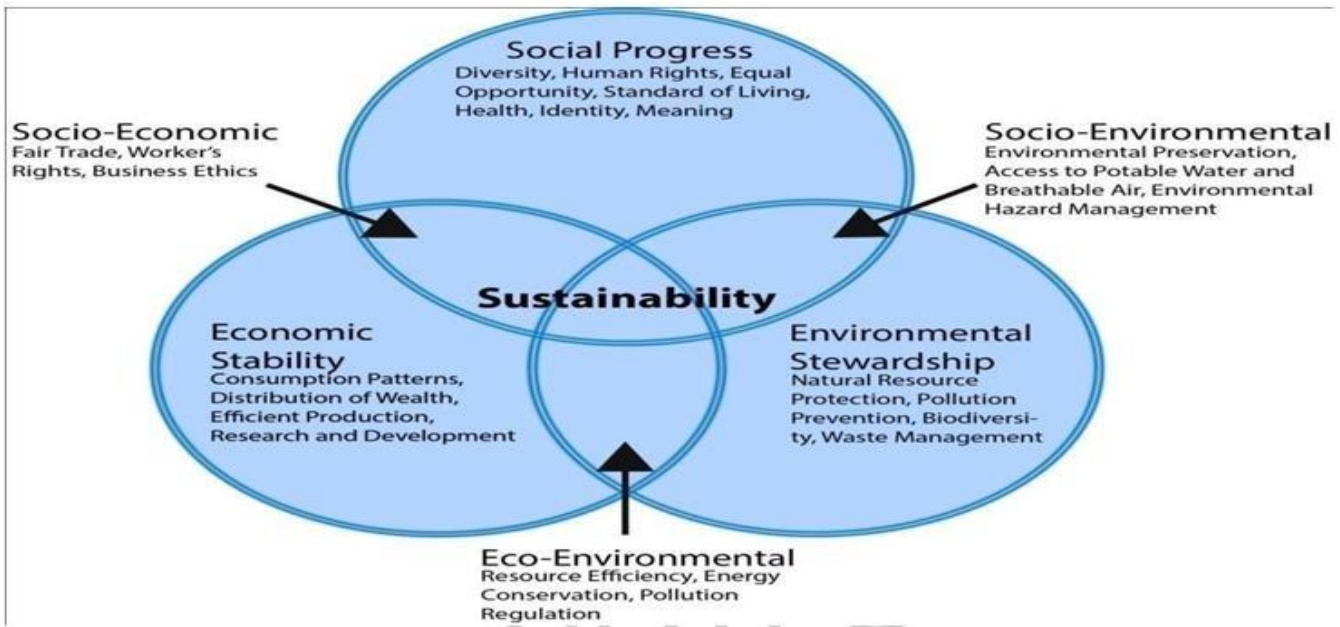 Social Progress
Diversity, Human Rights, Equal
Opportunity, Standard of Living,
Health, Identity, Meaning
Socio-Economic
Fair Trade, Worker's
Rights, Business Ethics
Socio-Environmental
Environmental Preservation,
Access to Potable Water and
Breathable Air, Environmental
Hazard Management
Sustainability
Economic
Stability
Consumption Patterns,
Distribution of Wealth,
Efficient Production,
Research and Development
Environmental
Stewardship
Natural Resource
Protection, Pollution
Prevention, Biodiversi-
ty, Waste Management
Eco-Environmental
Resource Efficiency, Energy
Conservation, Pollution
Regulation